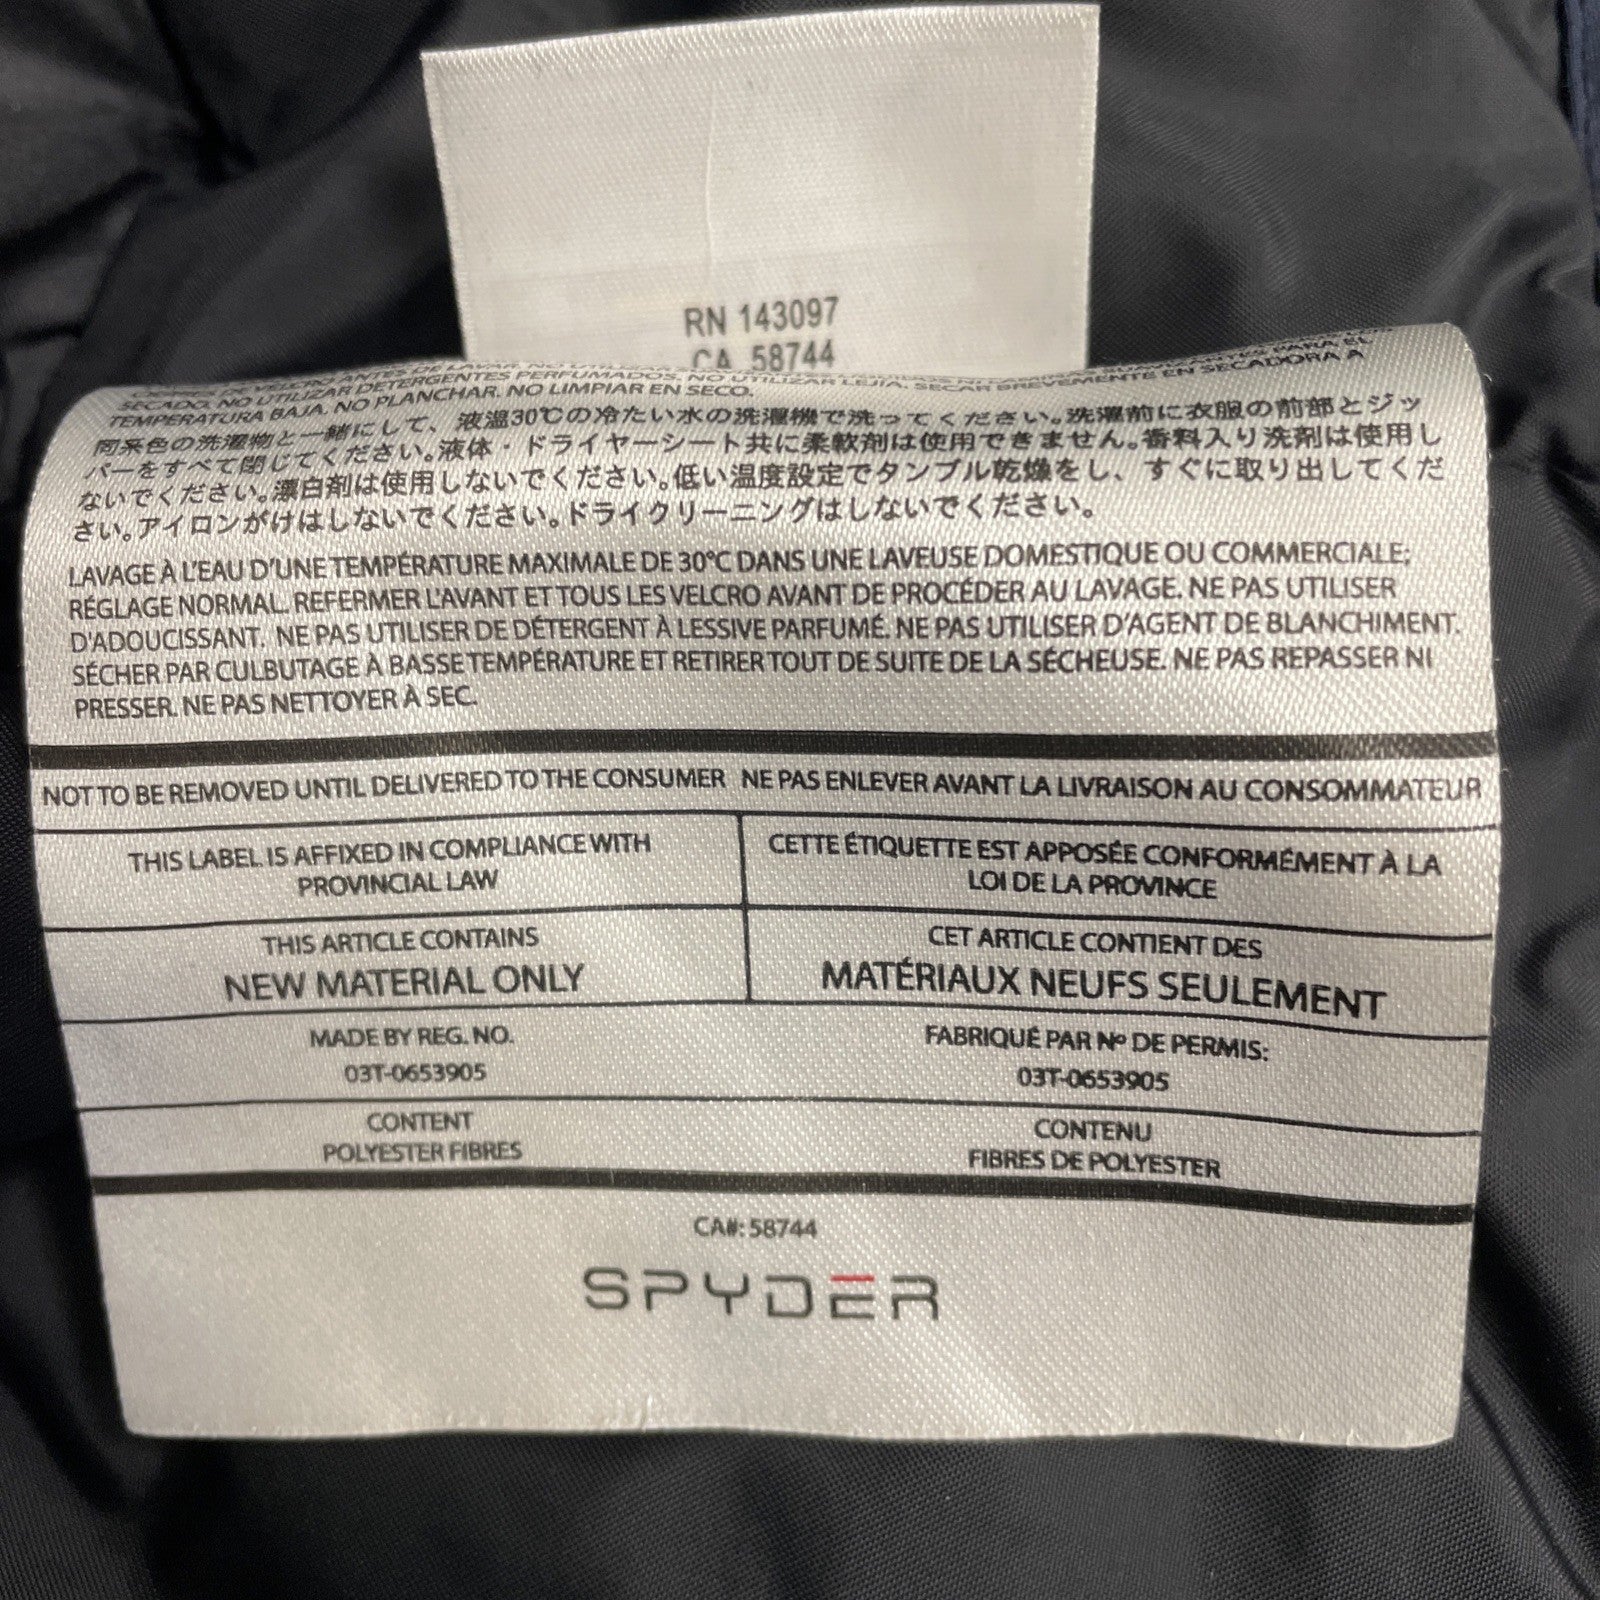 RN 143097
CA 58744
SECADO. NO UTILIZAR DETERGENTES PERFUMADOS. NO UTILIZAR LEJÍA. SECAR BREVEMENTE EN SECADORA A
TEMPERATURA BAJA. NO PLANCHAR. NO LIMPIAR EN SECO.
同系色の洗濯物と一緒にして、液温30℃の冷たい水の洗濯機で洗ってください。洗濯前に衣服の前部とジッ
パーをすべて閉じてください。液体・ドライヤーシート共に柔軟剤は使用できません。香料入り洗剤は使用し
ないでください。漂白剤は使用しないでください。低い温度設定でタンブル乾燥をし、すぐに取り出してくだ
さい。アイロンがけはしないでください。ドライクリーニングはしないでください。
LAVAGE À L'EAU D'UNE TEMPÉRATURE MAXIMALE DE 30°C DANS UNE LAVEUSE DOMESTIQUE OU COMMERCIALE;
RÉGLAGE NORMAL. REFERMER L'AVANT ET TOUS LES VELCRO AVANT DE PROCÉDER AU LAVAGE. NE PAS UTILISER
D'ADOUCISSANT. NE PAS UTILISER DE DÉTERGENT À LESSIVE PARFUMÉ. NE PAS UTILISER D'AGENT DE BLANCHIMENT.
SÉCHER PAR CULBUTAGE À BASSE TEMPÉRATURE ET RETIRER TOUT DE SUITE DE LA SÉCHEUSE. NE PAS REPASSER NI
PRESSER. NE PAS NETTOYER À SEC.
NOT TO BE REMOVED UNTIL DELIVERED TO THE CONSUMER NE PAS ENLEVER AVANT LA LIVRAISON AU CONSOMMATEUR
THIS LABEL IS AFFIXED IN COMPLIANCE WITH
PROVINCIAL LAW
CETTE ÉTIQUETTE EST APPOSÉE CONFORMÉMENT À LA
LOI DE LA PROVINCE
THIS ARTICLE CONTAINS
NEW MATERIAL ONLY
CET ARTICLE CONTIENT DES
MATÉRIAUX NEUFS SEULEMENT
MADE BY REG. NO.
03T-0653905
FABRIQUÉ PAR Nº DE PERMIS:
03T-0653905
CONTENT
POLYESTER FIBRES
CONTENU
FIBRES DE POLYESTER
CA#: 58744
SPYDER